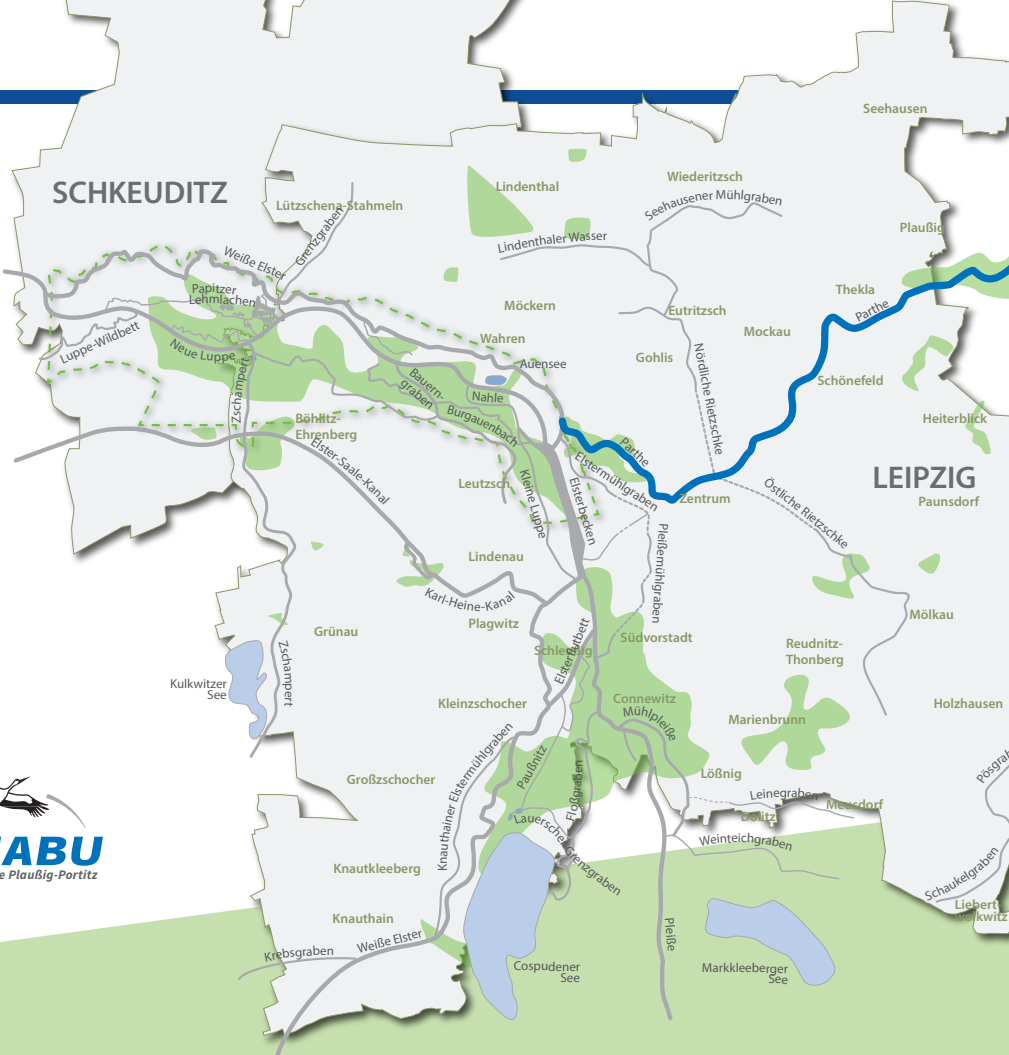 Seehausen
SCHKEUDITZ
Lindenthal
Wiederitzsch
Lützschena-Stahmeln
Seehausener Mühlgraben
Grenzgraben
Plaußig
Lindenthaler Wasser
Weiße Elster
Papitzer
Lehmlachen
Thekla
Parthe
Möckern
Eutritzsch
Mockau
Luppe-Wildbett
Neue Luppe
Wahren
Gohlis
Auensee
Nördliche Rietzschke
Zschampert
Bauern-
graben
Nahle
Schönefeld
Burgauenbach
Böhlitz-
Ehrenberg
Heiterblick
Elster-Saale-Kanal
Parthe
LEIPZIG
Elstermühlgraben
Leutzsch
Kleine Luppe
Elsterbecken
Zentrum
Östliche Rietzschke
Paunsdorf
Pleißemühlgraben
Lindenau
Karl-Heine-Kanal
Plagwitz
Mölkau
Grünau
Südvorstadt
Schleußig
Elsterflutbett
Reudnitz-
Thonberg
Zschampert
Kulkwitzer
See
Kleinzschocher
Connewitz
Mühlpleiße
Marienbrunn
Holzhausen
Knauthainer Elstermühlgraben
Paußnitz
Floßgraben
Großzschocher
Lößnig
Pösgra
Leinegraben
Meusdorf
Dölitz
Lauerscher Grenzgraben
Weinteichgraben
ABU
e Plaußig-Portitz
Knautkleeberg
Schaukelgraben
Liebert-
wolkwitz
Knauthain
Weiße Elster
Krebsgraben
Pleiße
Cospudener
See
Markkleeberger
See